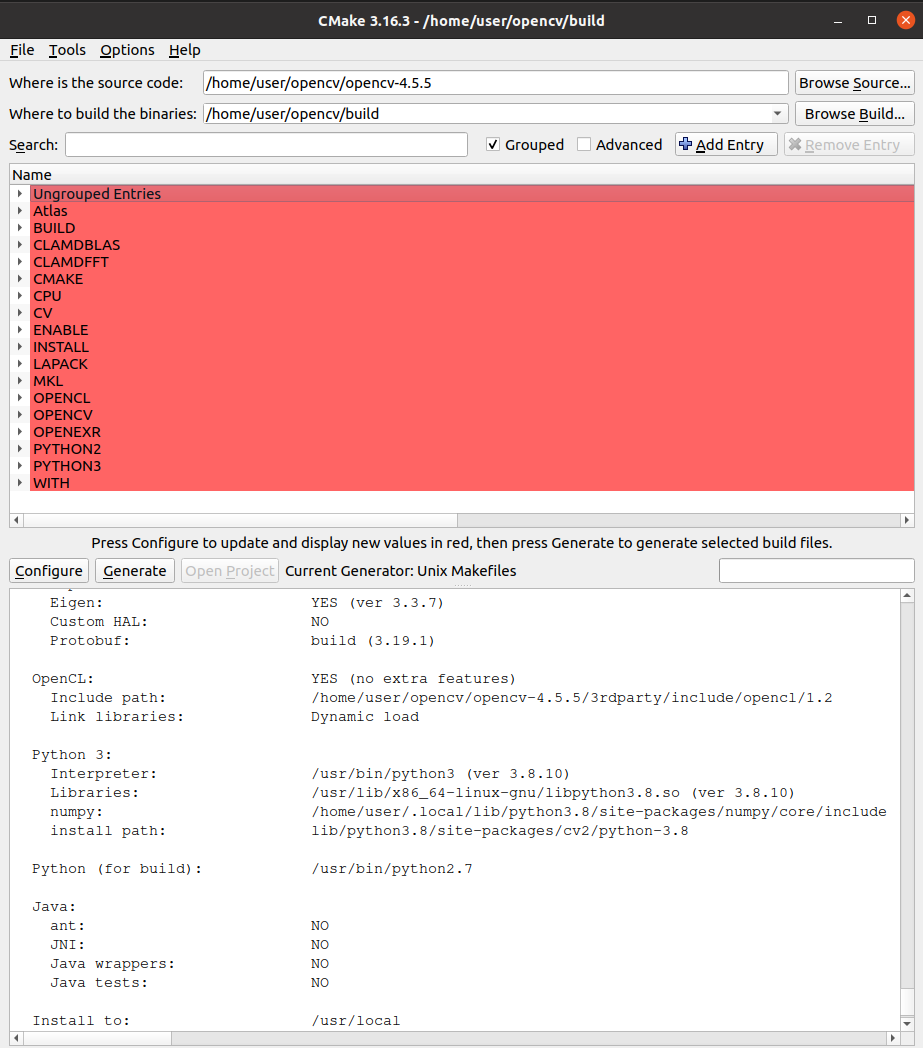 CMake 3.16.3 - /home/user/opencv/build
File Tools Options Help
Where is the source code: /home/user/opencv/opencv-4.5.5 Browse Source...
Where to build the binaries: /home/user/opencv/build Browse Build...
Search: Grouped Advanced Add Entry Remove Entry
Name
Ungrouped Entries
Atlas
BUILD
CLAMDBLAS
CLAMDFFT
CMAKE
CPU
CV
ENABLE
INSTALL
LAPACK
MKL
OPENCL
OPENCV
OPENEXR
PYTHON2
PYTHON3
WITH
Press Configure to update and display new values in red, then press Generate to generate selected build files.
Configure Generate Open Project Current Generator: Unix Makefiles
Eigen: YES (ver 3.3.7)
Custom HAL: NO
Protobuf: build (3.19.1)
OpenCL: YES (no extra features)
Include path: /home/user/opencv/opencv-4.5.5/3rdparty/include/opencl/1.2
Link libraries: Dynamic load
Python 3:
Interpreter: /usr/bin/python3 (ver 3.8.10)
Libraries: /usr/lib/x86_64-linux-gnu/libpython3.8.so (ver 3.8.10)
numpy: /home/user/.local/lib/python3.8/site-packages/numpy/core/include
install path: lib/python3.8/site-packages/cv2/python-3.8
Python (for build): /usr/bin/python2.7
Java:
ant: NO
JNI: NO
Java wrappers: NO
Java tests: NO
Install to: /usr/local